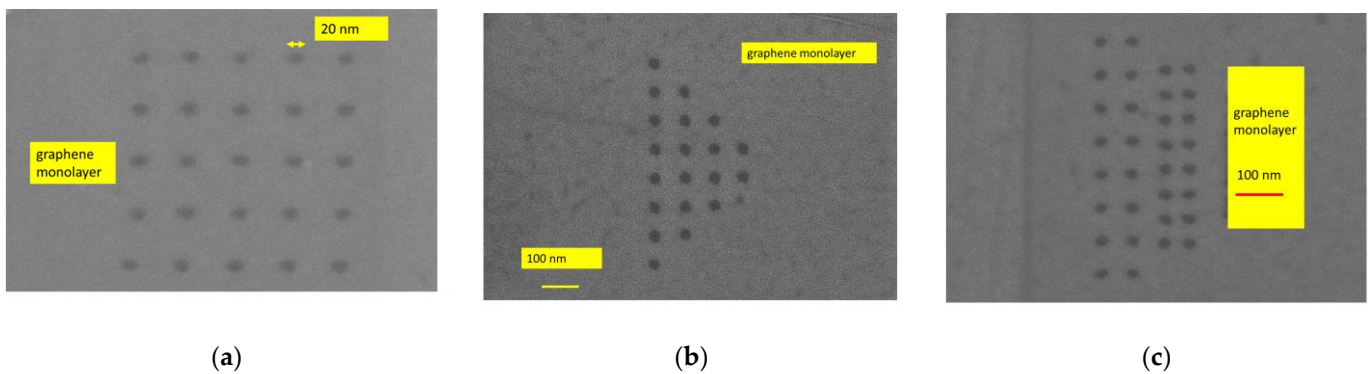 20 nm
graphene
monolayer
graphene monolayer
100 nm
graphene
monolayer
100 nm
(a)
(b)
(c)